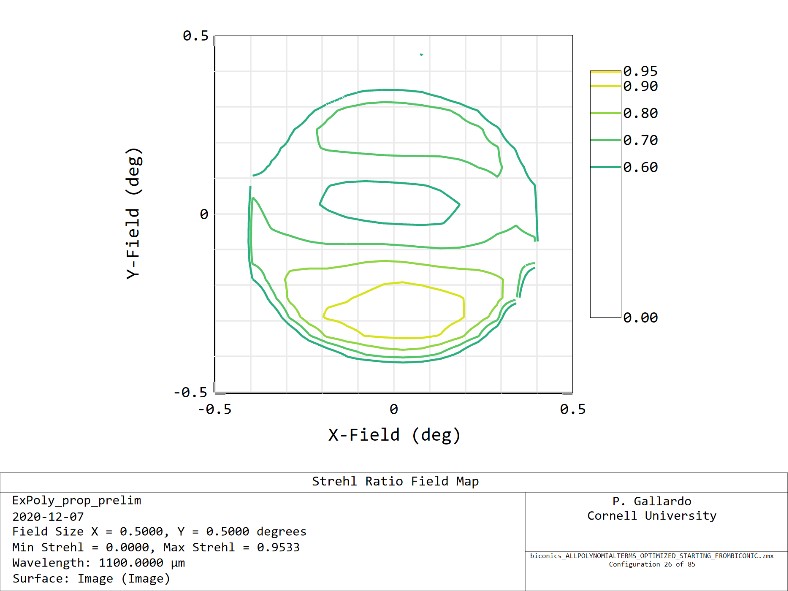 0.5
0
-0.5
-0.5
0
0.5
Y-Field (deg)
X-Field (deg)
0.95
0.90
0.80
0.70
0.60
0.00
Strehl Ratio Field Map
ExPoly_prop_prelim
2020-12-07
Field Size X = 0.5000, Y = 0.5000 degrees
Min Strehl = 0.0000, Max Strehl = 0.9533
Wavelength: 1100.0000 µm
Surface: Image (Image)
P. Gallardo
Cornell University
biconics_ALLPOLYNOMIALTERMS_OPTIMIZED_STARTING_FROMBICONIC.zmx
Configuration 26 of 85